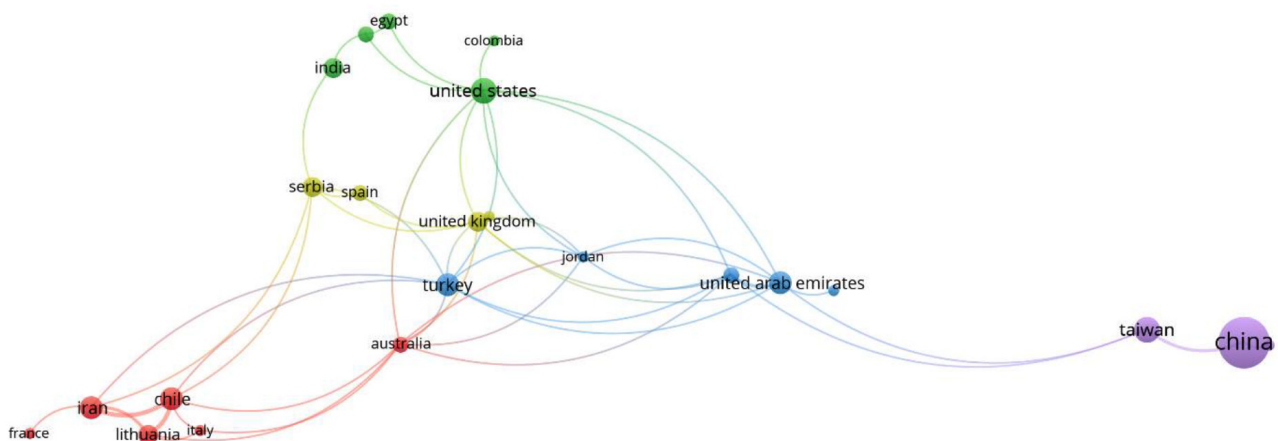 egypt
colombia
india
united states
serbia
spain
united kingdom
jordan
turkey
united arab emirates
taiwan
china
australia
chile
iran
italy
france
lithuania